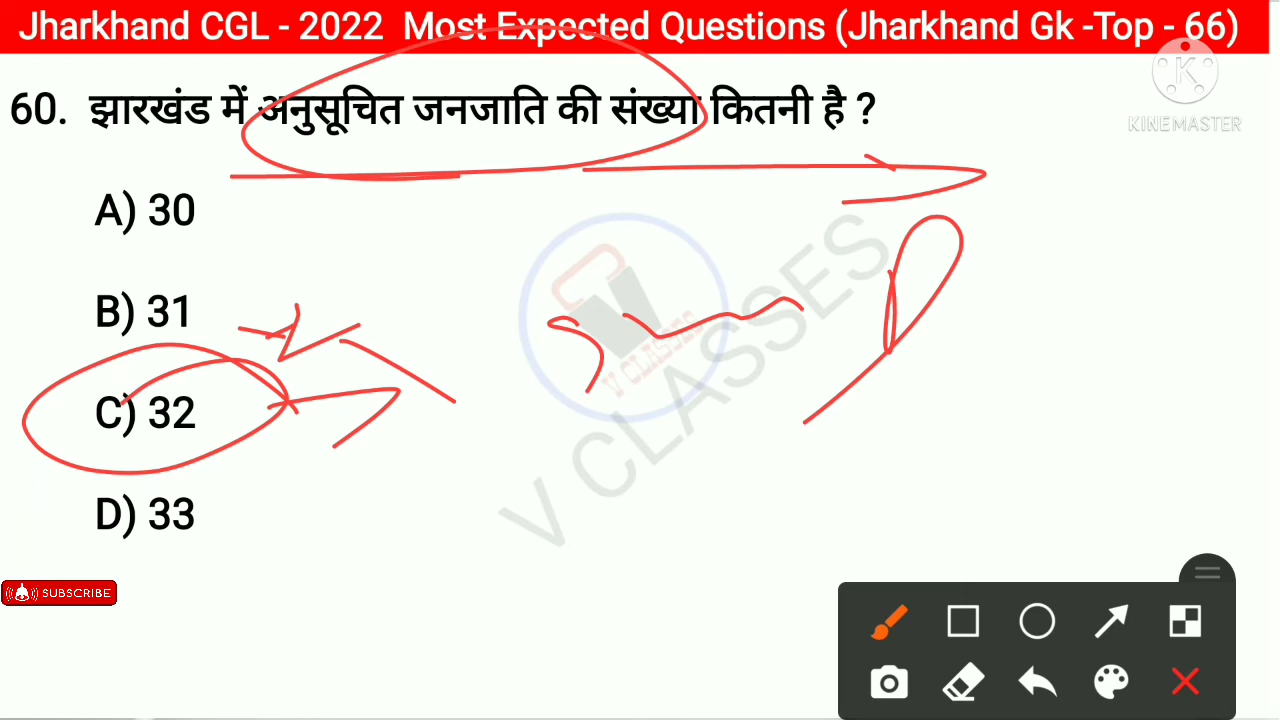 Jharkhand CGL - 2022 Most Expected Questions (Jharkhand Gk -Top - 66)
K
KINEMASTER
60. झारखंड में अनुसूचित जनजाति की संख्या कितनी है ?
A) 30
B) 31
C) 32
D) 33
V CLASSES
V CLASSES
SUBSCRIBE